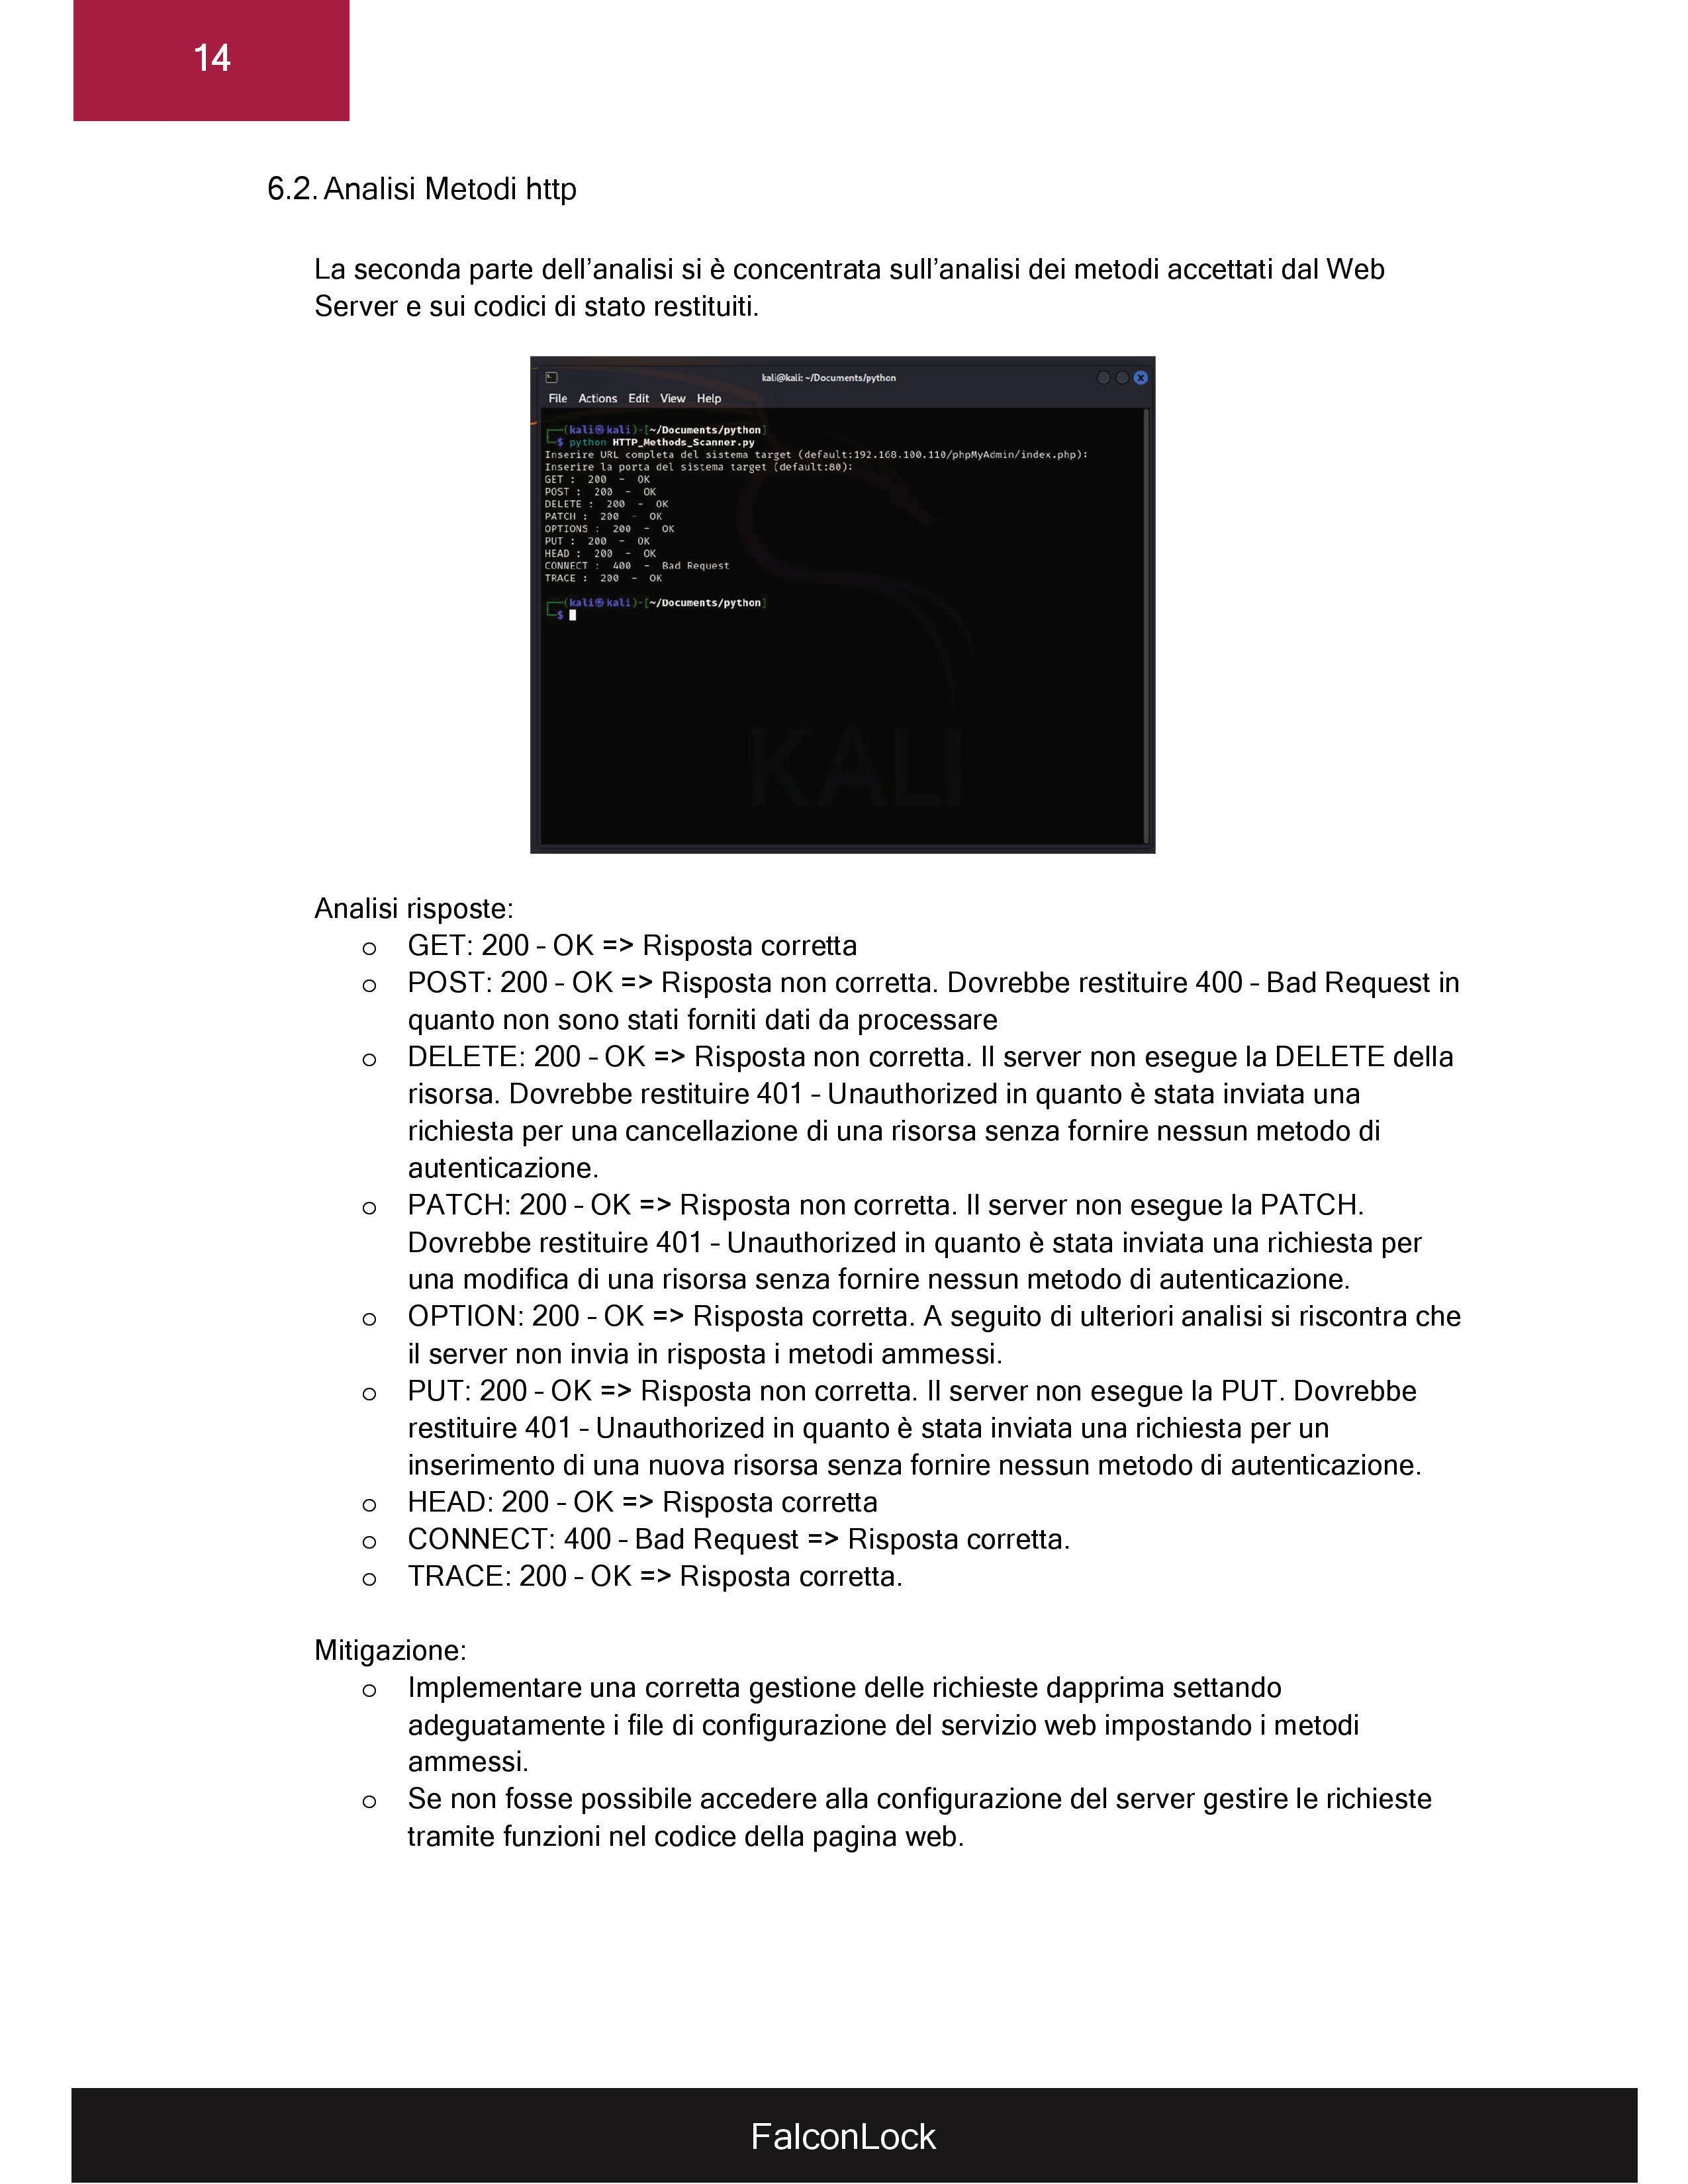 14
6.2. Analisi Metodi http
La seconda parte dell’analisi si è concentrata sull’analisi dei metodi accettati dal Web
Server e sui codici di stato restituiti.
kali@kali: ~/Documents/python
File Actions Edit View Help
┌──(kali㉿kali)-[~/Documents/python]
└─$ python HTTP_Methods_Scanner.py
Inserire URL completa del sistema target (default:192.168.100.110/phpMyAdmin/index.php):
Inserire la porta del sistema target (default:80):
GET : 200 - OK
POST : 200 - OK
DELETE : 200 - OK
PATCH : 200 - OK
OPTIONS : 200 - OK
PUT : 200 - OK
HEAD : 200 - OK
CONNECT : 400 - Bad Request
TRACE : 200 - OK
┌──(kali㉿kali)-[~/Documents/python]
└─$
KALI
Analisi risposte:
o GET: 200 – OK => Risposta corretta
o POST: 200 – OK => Risposta non corretta. Dovrebbe restituire 400 – Bad Request in
quanto non sono stati forniti dati da processare
o DELETE: 200 – OK => Risposta non corretta. Il server non esegue la DELETE della
risorsa. Dovrebbe restituire 401 – Unauthorized in quanto è stata inviata una
richiesta per una cancellazione di una risorsa senza fornire nessun metodo di
autenticazione.
o PATCH: 200 – OK => Risposta non corretta. Il server non esegue la PATCH.
Dovrebbe restituire 401 – Unauthorized in quanto è stata inviata una richiesta per
una modifica di una risorsa senza fornire nessun metodo di autenticazione.
o OPTION: 200 – OK => Risposta corretta. A seguito di ulteriori analisi si riscontra che
il server non invia in risposta i metodi ammessi.
o PUT: 200 – OK => Risposta non corretta. Il server non esegue la PUT. Dovrebbe
restituire 401 – Unauthorized in quanto è stata inviata una richiesta per un
inserimento di una nuova risorsa senza fornire nessun metodo di autenticazione.
o HEAD: 200 – OK => Risposta corretta
o CONNECT: 400 – Bad Request => Risposta corretta.
o TRACE: 200 – OK => Risposta corretta.
Mitigazione:
o Implementare una corretta gestione delle richieste dapprima settando
adeguatamente i file di configurazione del servizio web impostando i metodi
ammessi.
o Se non fosse possibile accedere alla configurazione del server gestire le richieste
tramite funzioni nel codice della pagina web.
FalconLock